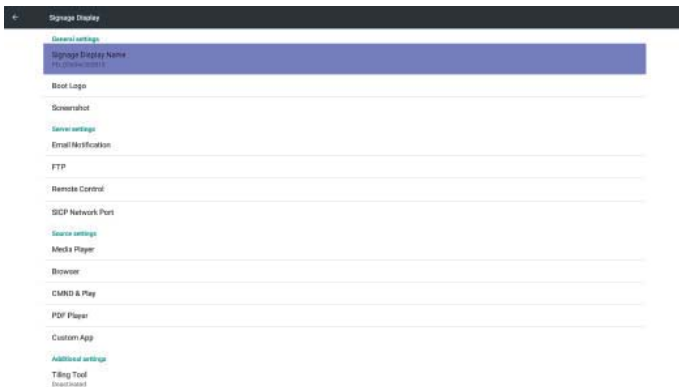 Signage Display
General settings
Signage Display Name
Boot Logo
Screenshot
Server settings
Email Notification
FTP
Remote Control
SICP Network Port
Source settings
Media Player
Browser
CMND & Play
PDF Player
Custom App
Additional settings
Tiling Tool
Deactivated